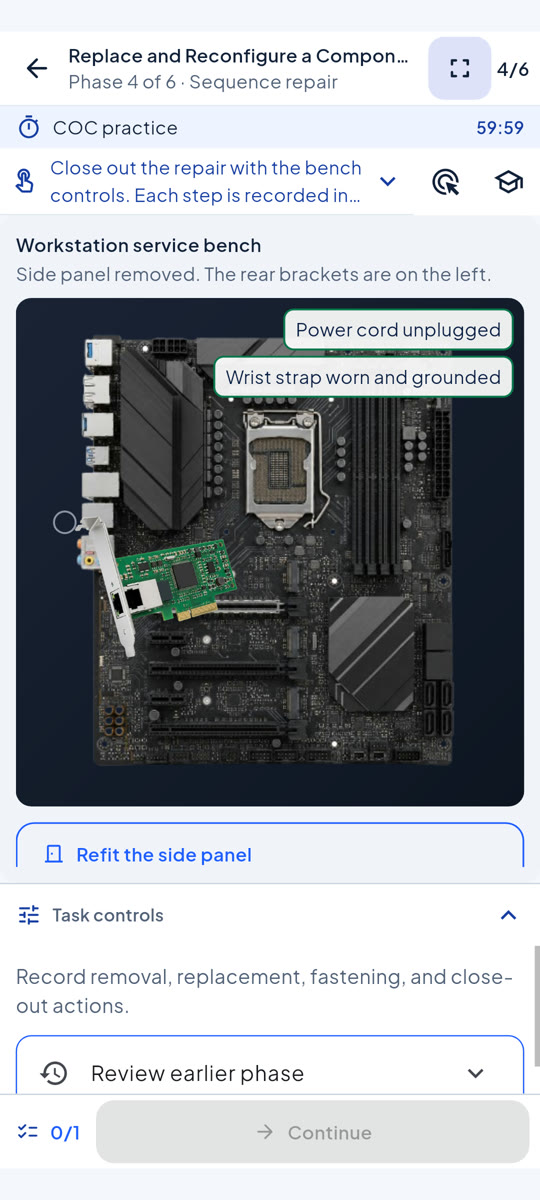 Replace and Reconfigure a Compon…
Phase 4 of 6 · Sequence repair
4/6
COC practice
59:59
Close out the repair with the bench
controls. Each step is recorded in…
Workstation service bench
Side panel removed. The rear brackets are on the left.
Power cord unplugged
Wrist strap worn and grounded
Refit the side panel
Task controls
Record removal, replacement, fastening, and close-
out actions.
Review earlier phase
0/1
Continue